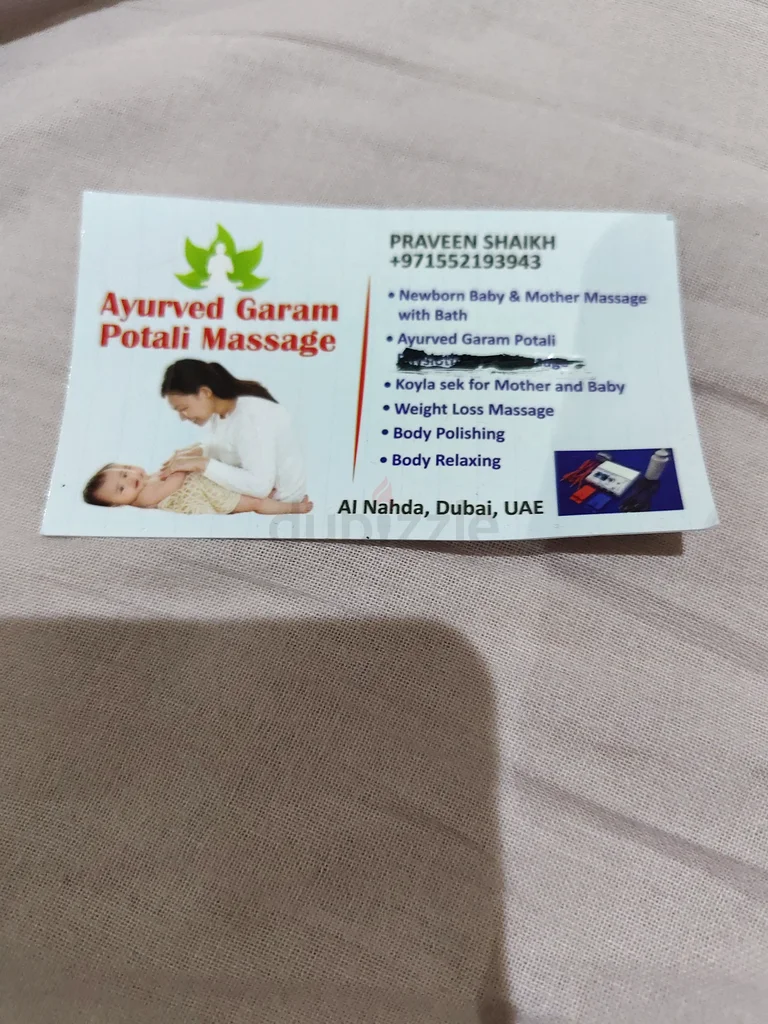 Ayurved Garam
Potali Massage
PRAVEEN SHAIKH
+971552193943
• Newborn Baby & Mother Massage
with Bath
• Ayurved Garam Potali
• Koyla sek for Mother and Baby
• Weight Loss Massage
• Body Polishing
• Body Relaxing
Al Nahda, Dubai, UAE
dubizzle